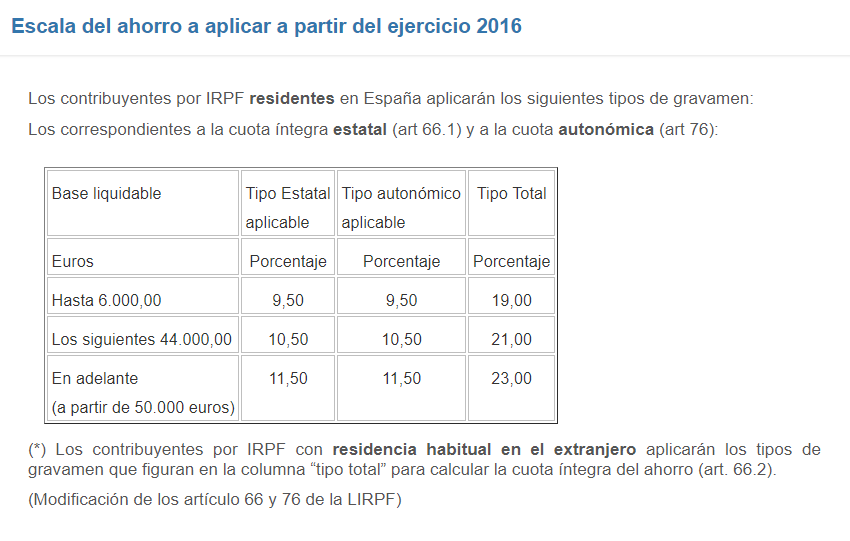 Escala del ahorro a aplicar a partir del ejercicio 2016
Los contribuyentes por IRPF residentes en España aplicarán los siguientes tipos de gravamen:
Los correspondientes a la cuota íntegra estatal (art 66.1) y a la cuota autonómica (art 76):
Base liquidable Tipo Estatal Tipo autonómico Tipo Total
aplicable aplicable
Euros Porcentaje Porcentaje Porcentaje
Hasta 6.000,00 9,50 9,50 19,00
Los siguientes 44.000,00 10,50 10,50 21,00
En adelante 11,50 11,50 23,00
(a partir de 50.000 euros)
(*) Los contribuyentes por IRPF con residencia habitual en el extranjero aplicarán los tipos de
gravamen que figuran en la columna “tipo total” para calcular la cuota íntegra del ahorro (art. 66.2).
(Modificación de los artículo 66 y 76 de la LIRPF)